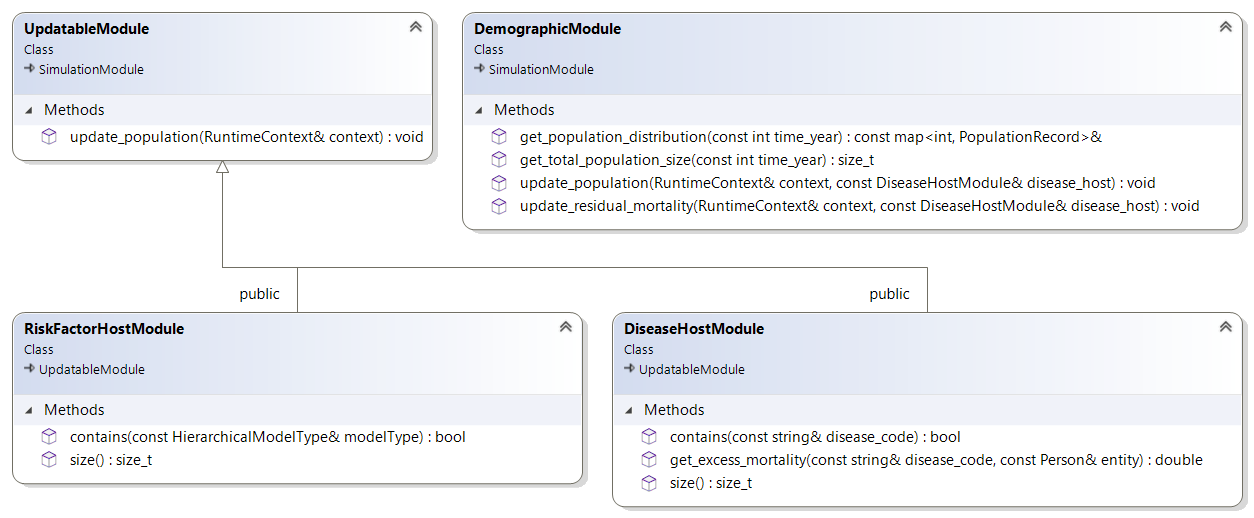 UpdatableModule
Class
SimulationModule
Methods
update_population(RuntimeContext& context) : void
DemographicModule
Class
SimulationModule
Methods
get_population_distribution(const int time_year) : const map<int, PopulationRecord>&
get_total_population_size(const int time_year) : size_t
update_population(RuntimeContext& context, const DiseaseHostModule& disease_host) : void
update_residual_mortality(RuntimeContext& context, const DiseaseHostModule& disease_host) : void
public
public
RiskFactorHostModule
Class
UpdatableModule
Methods
contains(const HierarchicalModelType& modelType) : bool
size() : size_t
DiseaseHostModule
Class
UpdatableModule
Methods
contains(const string& disease_code) : bool
get_excess_mortality(const string& disease_code, const Person& entity) : double
size() : size_t